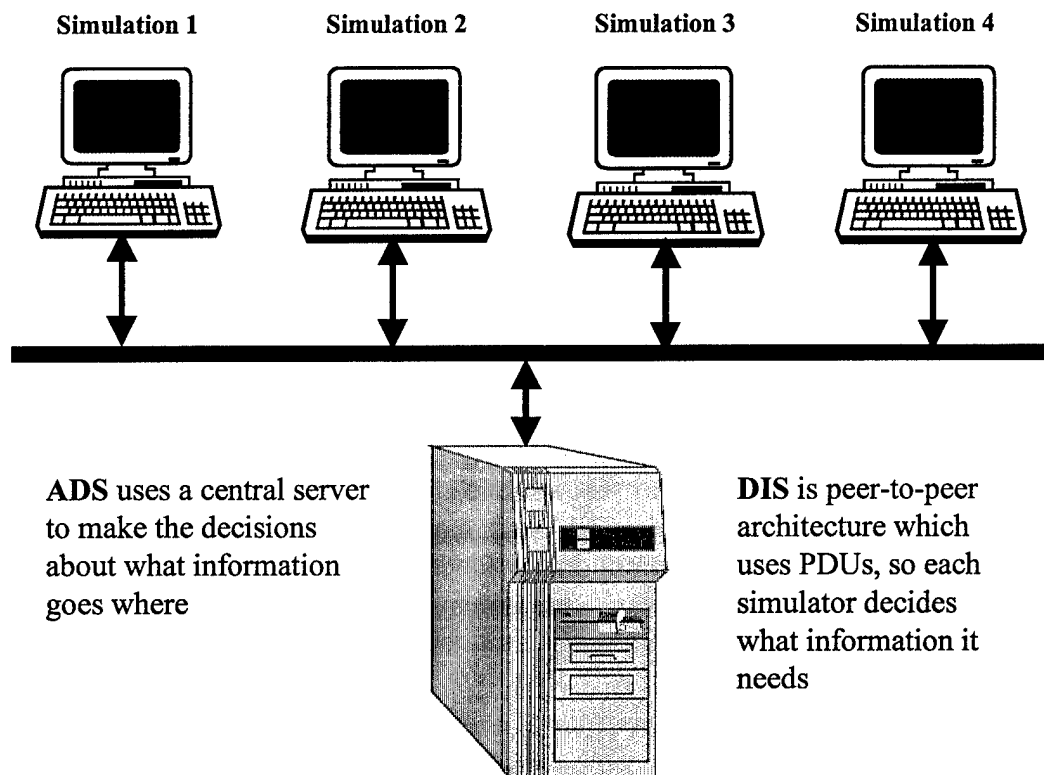 Simulation 1
Simulation 2
Simulation 3
Simulation 4
ADS uses a central server
to make the decisions
about what information
goes where
DIS is peer-to-peer
architecture which
uses PDUs, so each
simulator decides
what information it
needs